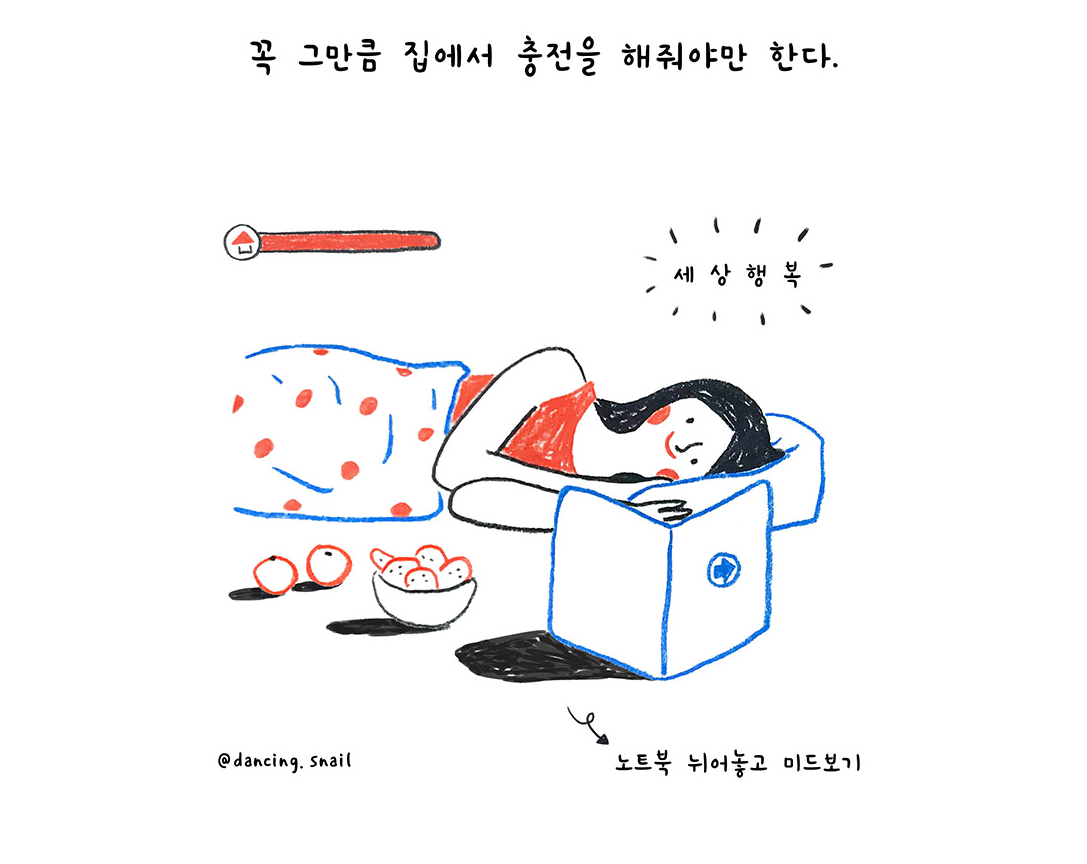 꼭 그만큼 집에서 충전을 해줘야만 한다.
세상행복
@dancing.snail
노트북 뉘어놓고 미드보기